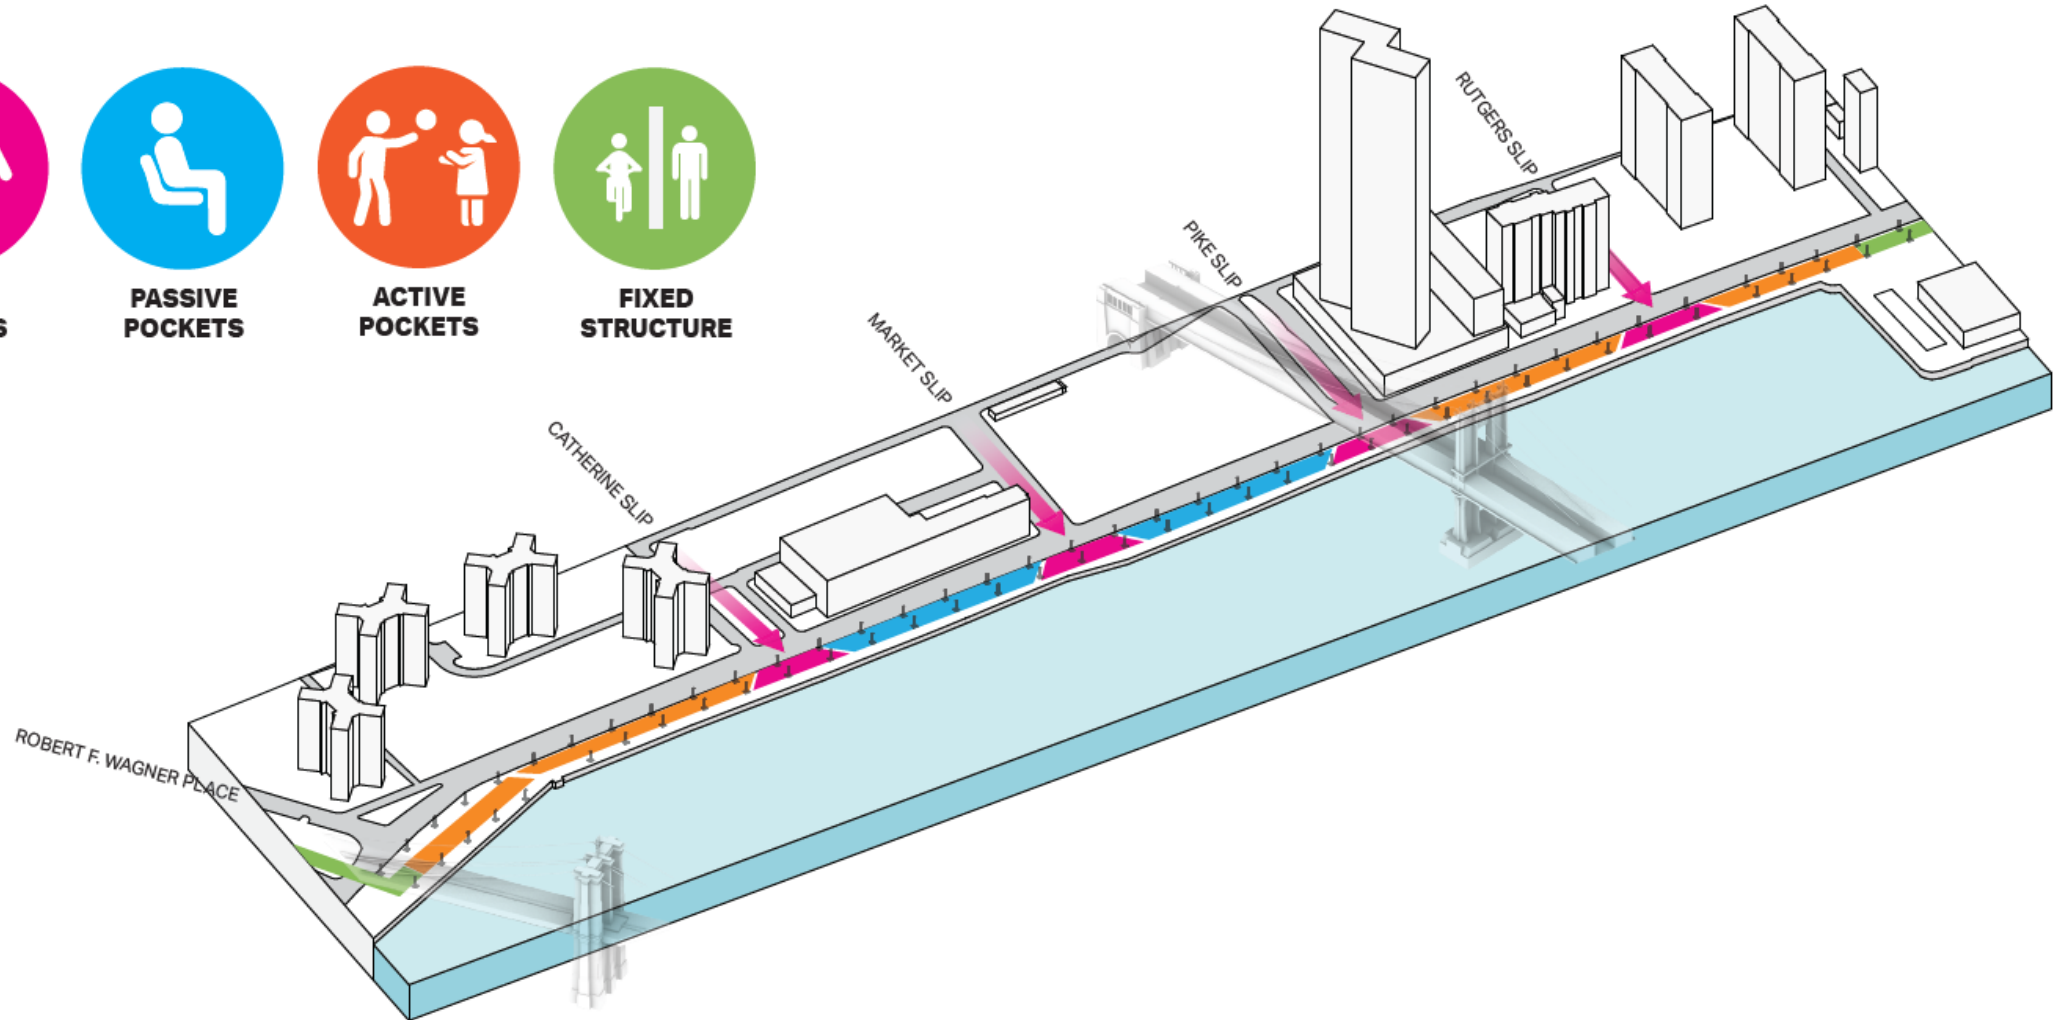 S
PASSIVE
POCKETS
ACTIVE
POCKETS
FIXED
STRUCTURE
RUTGERS SLIP
PIKE SLIP
MARKET SLIP
CATHERINE SLIP
ROBERT F. WAGNER PLACE